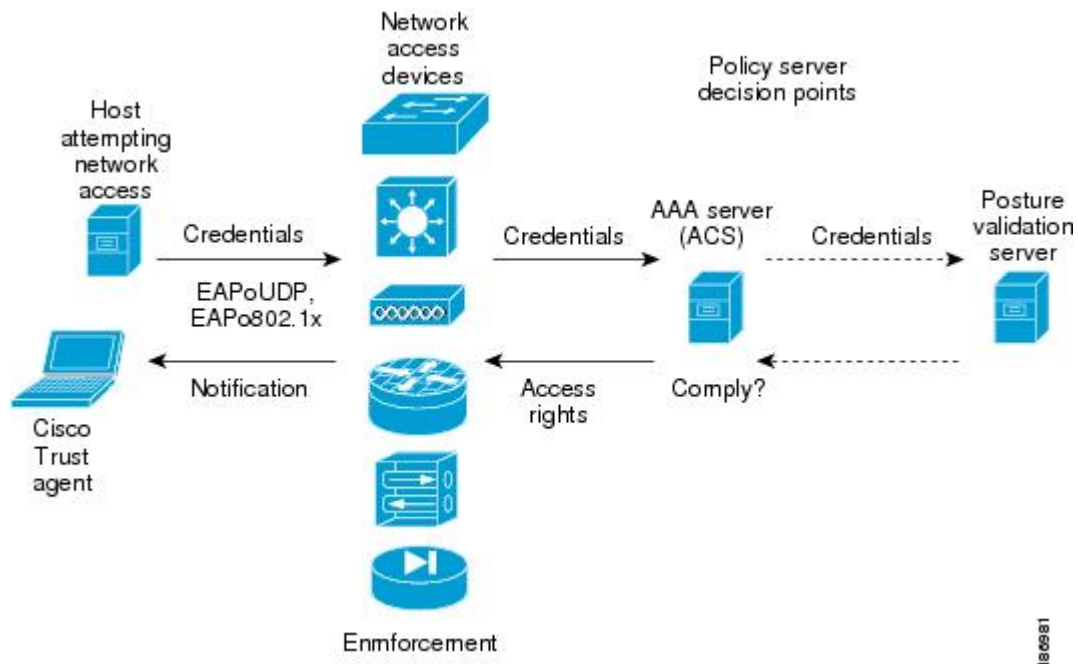 Network
access
devices
Policy server
decision points
Host
attempting
network
access
AAA server
(ACS)
Posture
validation
server
Credentials
Credentials
Credentials
EAPoUDP,
EAPo802.1x
Notification
Access
rights
Comply?
Cisco
Trust
agent
Enmforcement
186981